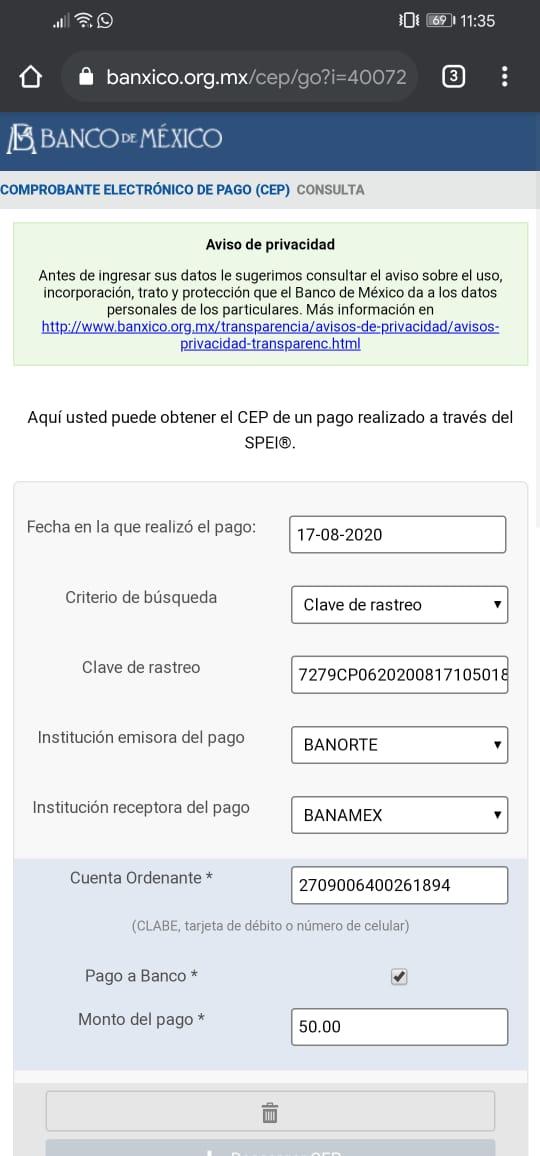 69 11:35
banxico.org.mx/cep/go?i=40072 3
BANCO DE MÉXICO
COMPROBANTE ELECTRÓNICO DE PAGO (CEP) CONSULTA
Aviso de privacidad
Antes de ingresar sus datos le sugerimos consultar el aviso sobre el uso,
incorporación, trato y protección que el Banco de México da a los datos
personales de los particulares. Más información en
http://www.banxico.org.mx/transparencia/avisos-de-privacidad/avisos-
privacidad-transparenc.html
Aquí usted puede obtener el CEP de un pago realizado a través del
SPEI®.
Fecha en la que realizó el pago: 17-08-2020
Criterio de búsqueda Clave de rastreo
Clave de rastreo 7279CP0620200817105018
Institución emisora del pago BANORTE
Institución receptora del pago BANAMEX
Cuenta Ordenante * 2709006400261894
(CLABE, tarjeta de débito o número de celular)
Pago a Banco *
Monto del pago * 50.00